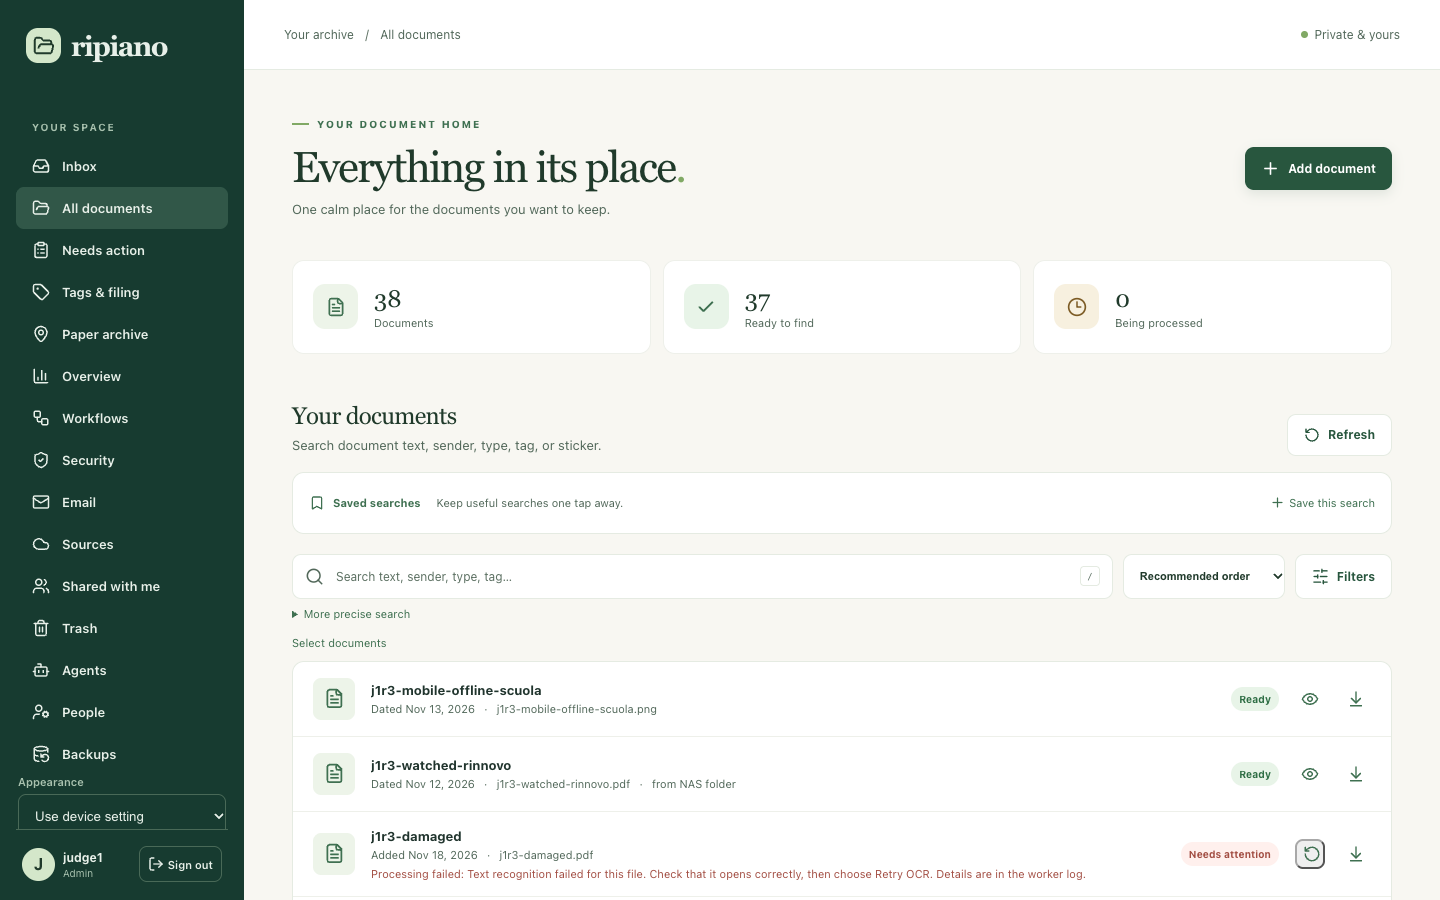 ripiano
YOUR SPACE
Inbox
All documents
Needs action
Tags & filing
Paper archive
Overview
Workflows
Security
Email
Sources
Shared with me
Trash
Agents
People
Backups
Appearance
Use device setting
J
judge1
Admin
Sign out
Your archive / All documents
Private & yours
YOUR DOCUMENT HOME
Everything in its place.
One calm place for the documents you want to keep.
Add document
38
Documents
37
Ready to find
0
Being processed
Your documents
Search document text, sender, type, tag, or sticker.
Refresh
Saved searches Keep useful searches one tap away.
Save this search
Search text, sender, type, tag...
/
Recommended order
Filters
More precise search
Select documents
j1r3-mobile-offline-scuola
Dated Nov 13, 2026 · j1r3-mobile-offline-scuola.png
Ready
j1r3-watched-rinnovo
Dated Nov 12, 2026 · j1r3-watched-rinnovo.pdf · from NAS folder
Ready
j1r3-damaged
Added Nov 18, 2026 · j1r3-damaged.pdf
Processing failed: Text recognition failed for this file. Check that it opens correctly, then choose Retry OCR. Details are in the worker log.
Needs attention